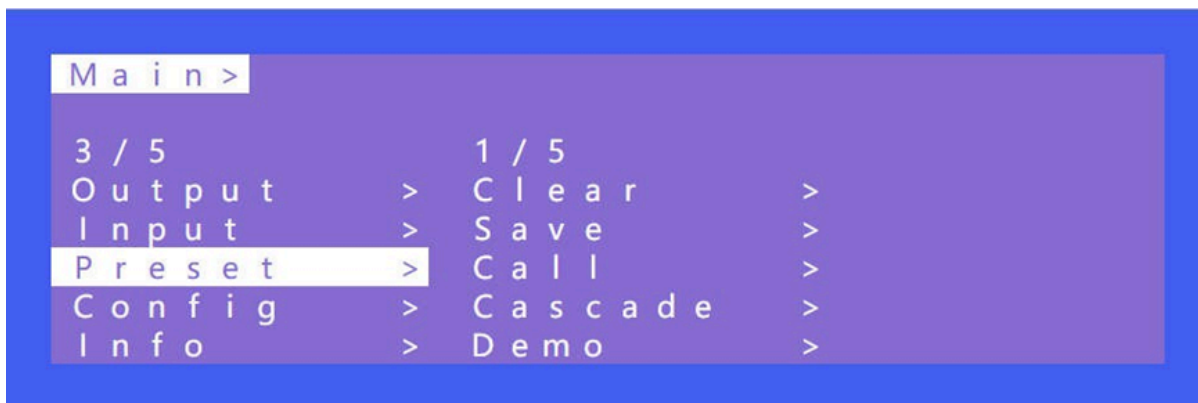 Main>
3/5 1/5
Output > Clear >
Input > Save >
Preset > Call >
Config > Cascade >
Info > Demo >